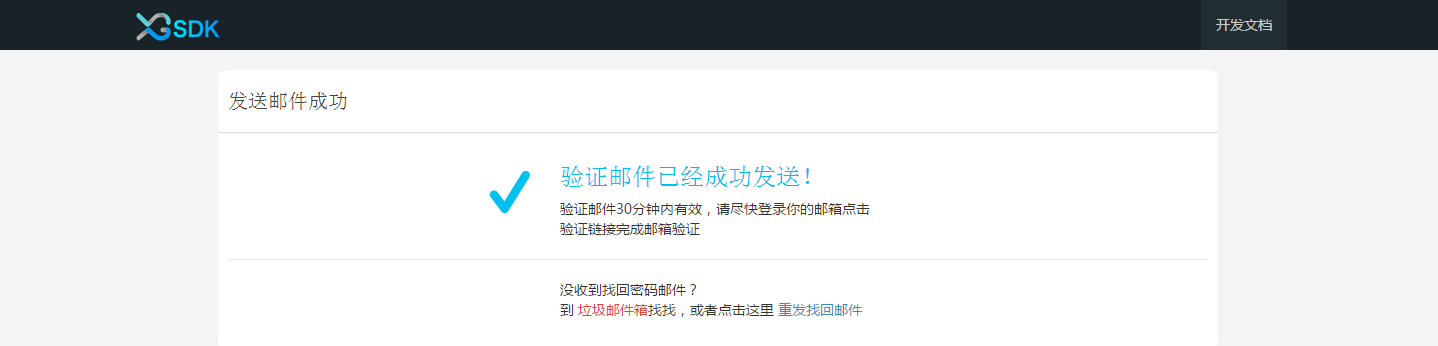 XGSDK
开发文档
发送邮件成功
验证邮件已经成功发送！
验证邮件30分钟内有效，请尽快登录你的邮箱点击
验证链接完成邮箱验证
没收到找回密码邮件？
到 垃圾邮件箱找找，或者点击这里 重发找回邮件